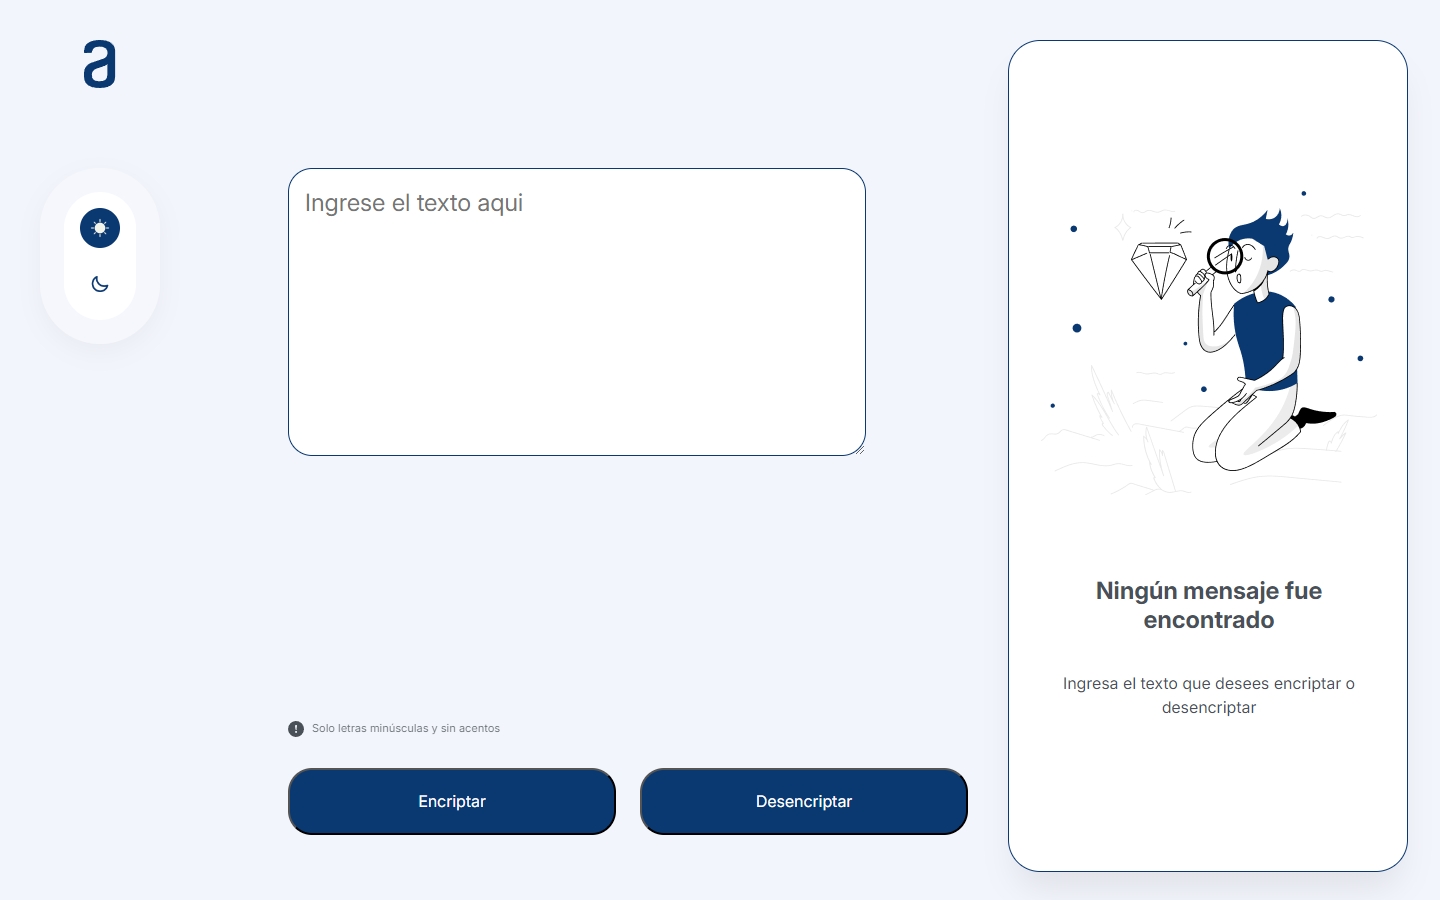 a
Ingrese el texto aqui
Solo letras minúsculas y sin acentos
Encriptar
Desencriptar
Ningún mensaje fue
encontrado
Ingresa el texto que desees encriptar o
desencriptar